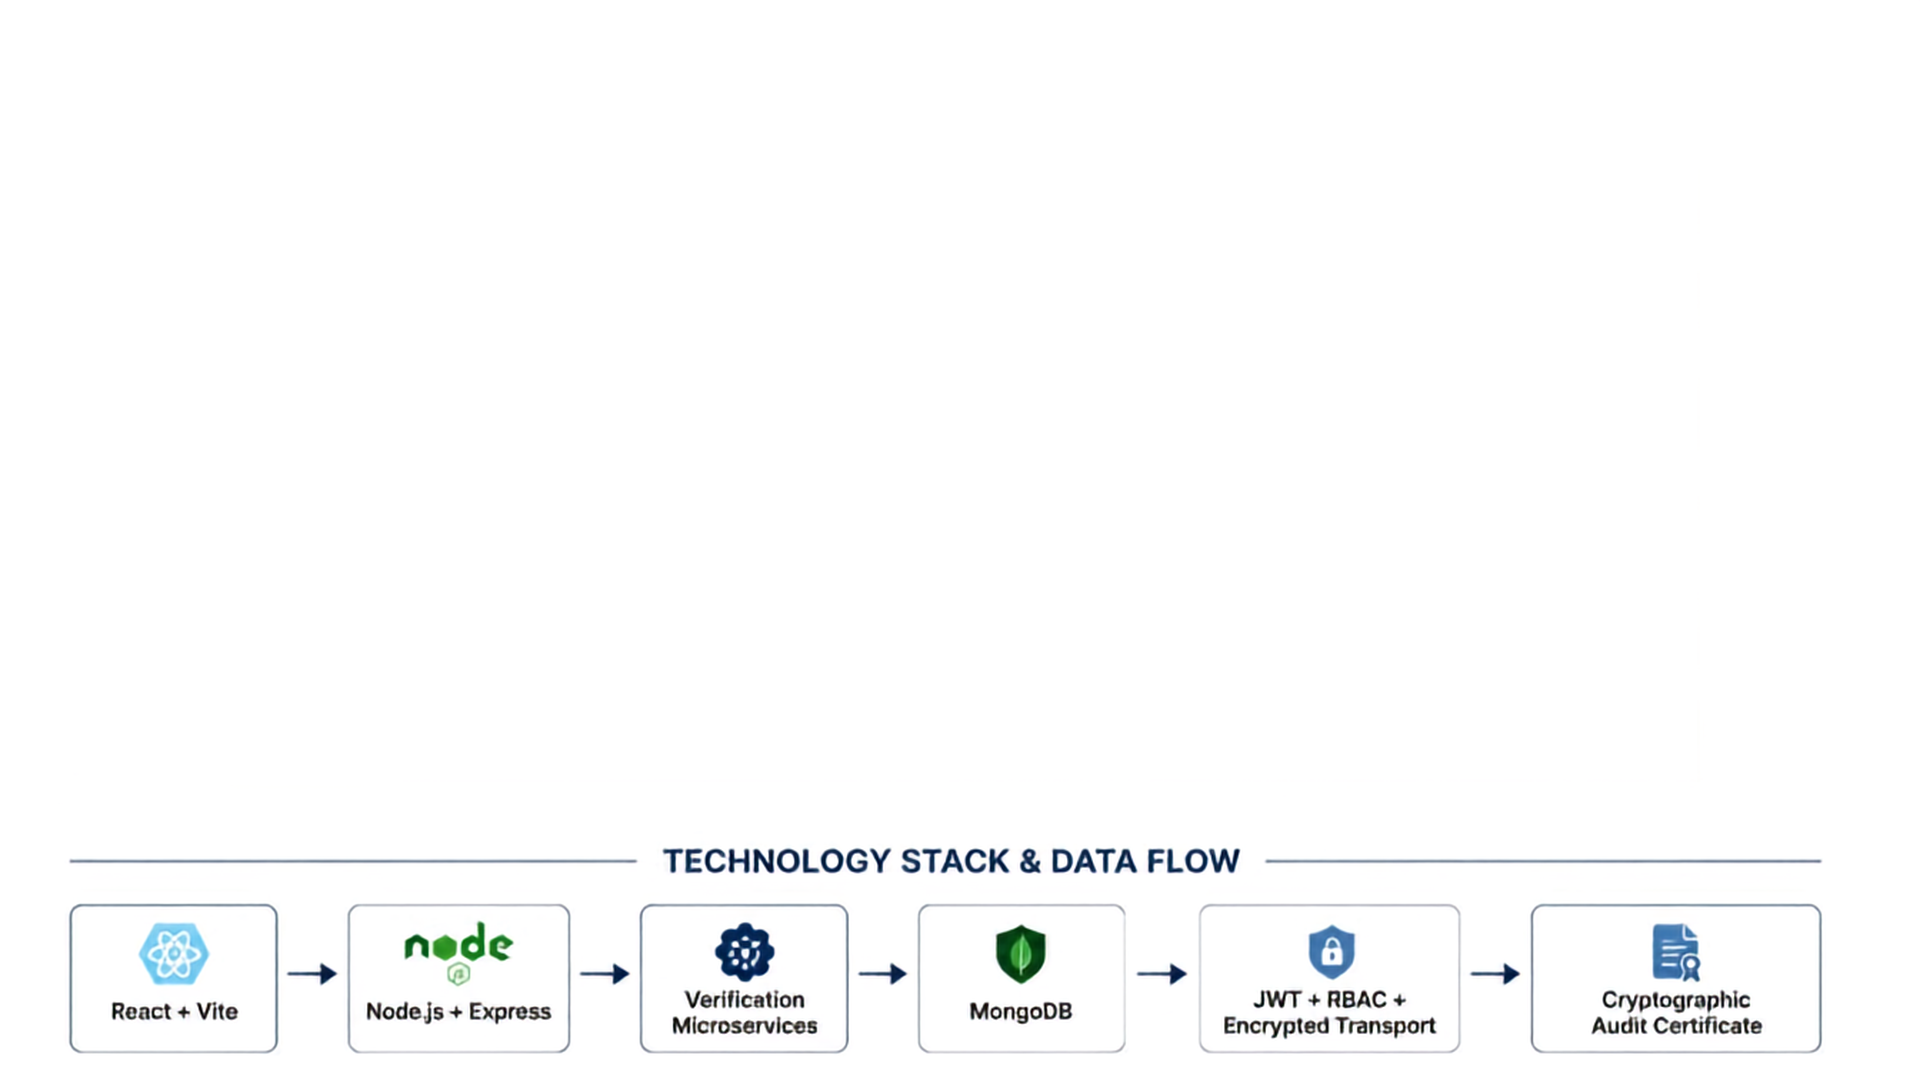 TECHNOLOGY STACK & DATA FLOW
node
JS
React + Vite
Node.js + Express
Verification
Microservices
MongoDB
JWT + RBAC +
Encrypted Transport
Cryptographic
Audit Certificate